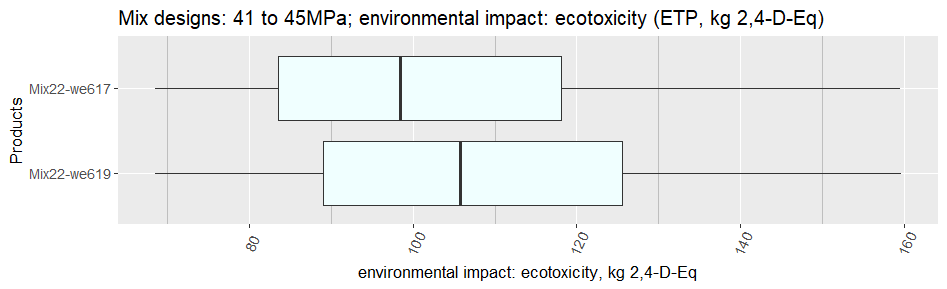 Mix designs: 41 to 45MPa; environmental impact: ecotoxicity (ETP, kg 2,4-D-Eq)
Products
Mix22-we617
Mix22-we619
80
100
120
140
160
environmental impact: ecotoxicity, kg 2,4-D-Eq